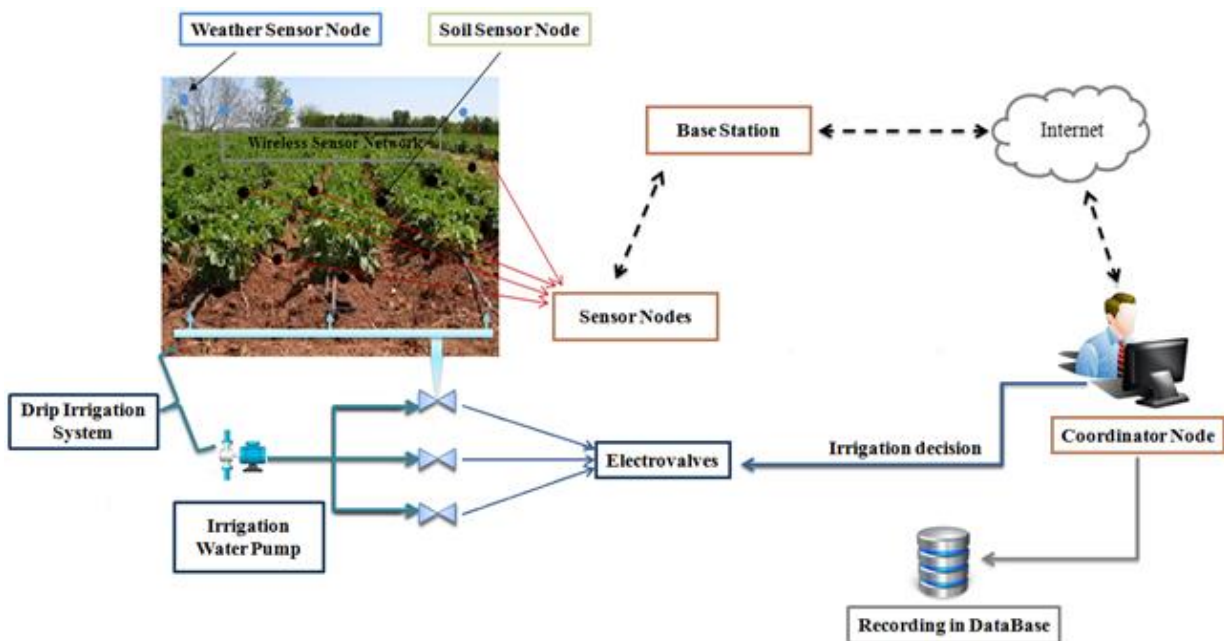 Weather Sensor Node
Soil Sensor Node
Wireless Sensor Network
Base Station
Internet
Sensor Nodes
Drip Irrigation
System
Electrovalves
Irrigation decision
Coordinator Node
Irrigation
Water Pump
Recording in DataBase